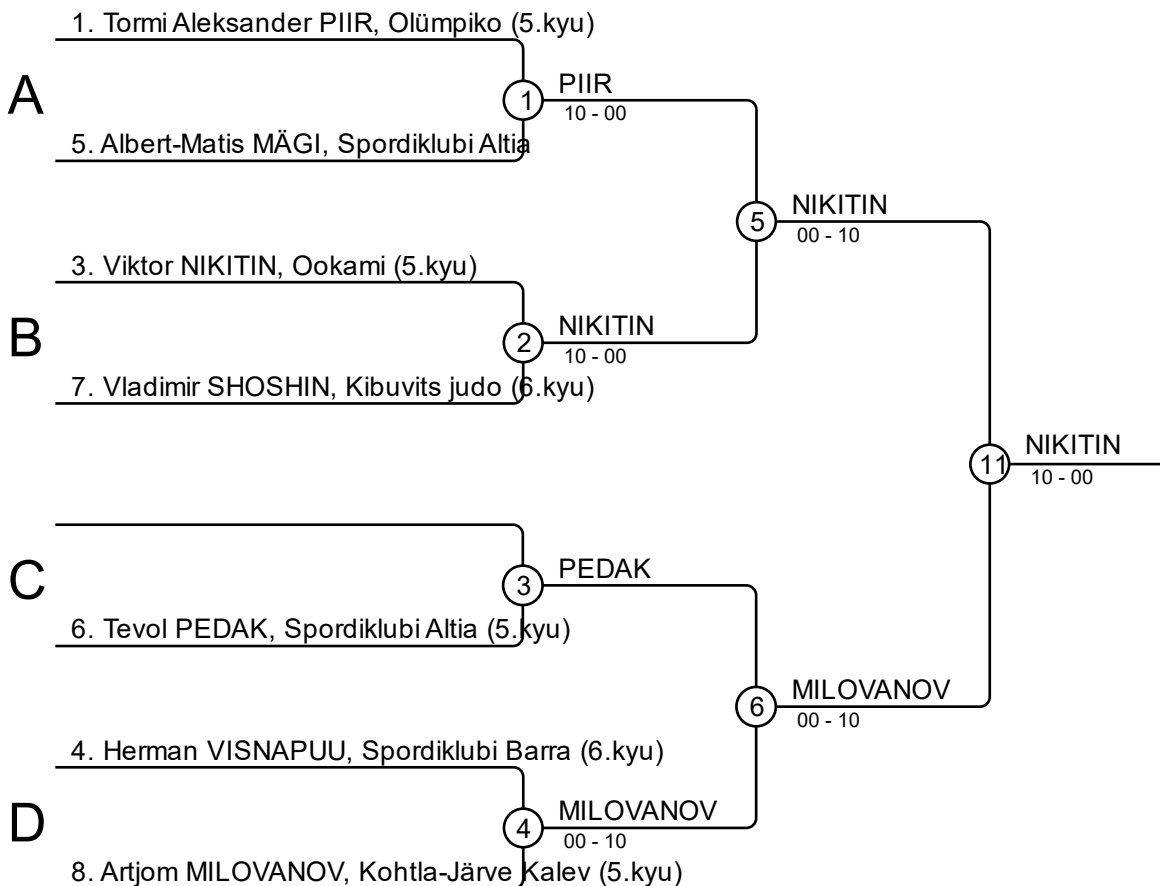 1. Tormi Aleksander PIIR, Olümpiko (5.kyu)
A
1
PIIR
10 - 00
5. Albert-Matis MÄGI, Spordiklubi Altia
5
NIKITIN
00 - 10
3. Viktor NIKITIN, Ookami (5.kyu)
B
2
NIKITIN
10 - 00
7. Vladimir SHOSHIN, Kibuvits judo (6.kyu)
11
NIKITIN
10 - 00
C
3
PEDAK
6. Tevol PEDAK, Spordiklubi Altia (5.kyu)
6
MILOVANOV
00 - 10
4. Herman VISNAPUU, Spordiklubi Barra (6.kyu)
D
4
MILOVANOV
00 - 10
8. Artjom MILOVANOV, Kohtla-Järve Kalev (5.kyu)